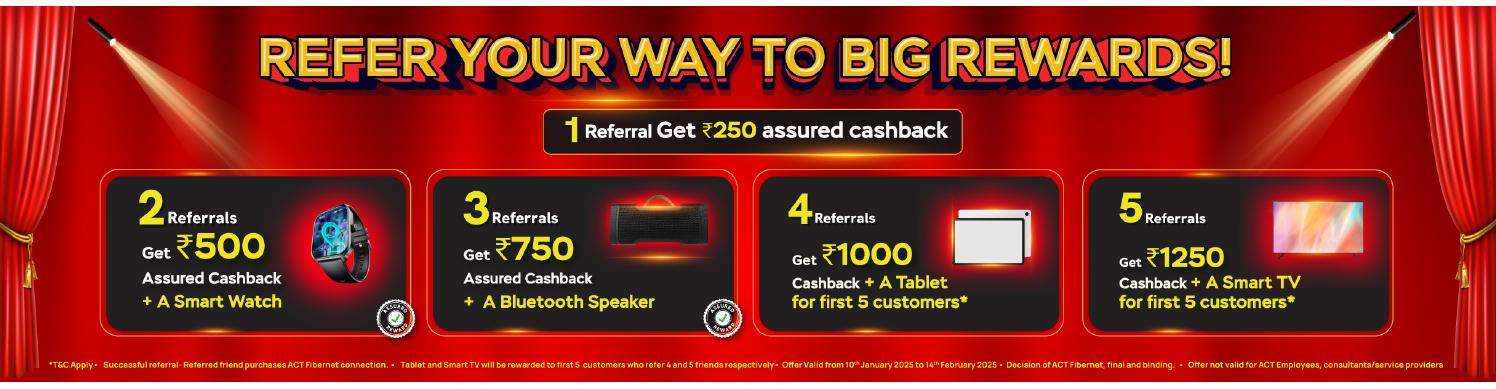 REFER YOUR WAY TO BIG REWARDS!
1 Referral Get ₹250 assured cashback
2 Referrals
Get ₹500
Assured Cashback
+ A Smart Watch
ASSURED REWARD
3 Referrals
Get ₹750
Assured Cashback
+ A Bluetooth Speaker
ASSURED REWARD
4 Referrals
Get ₹1000
Cashback + A Tablet
for first 5 customers*
5 Referrals
Get ₹1250
Cashback + A Smart TV
for first 5 customers*
*T&C Apply • Successful referral- Referred friend purchases ACT Fibernet connection. • Tablet and Smart TV will be rewarded to first 5 customers who refer 4 and 5 friends respectively • Offer Valid from 10th January 2025 to 14th February 2025 • Decision of ACT Fibernet, final and binding. • Offer not valid for ACT Employees, consultants/service providers